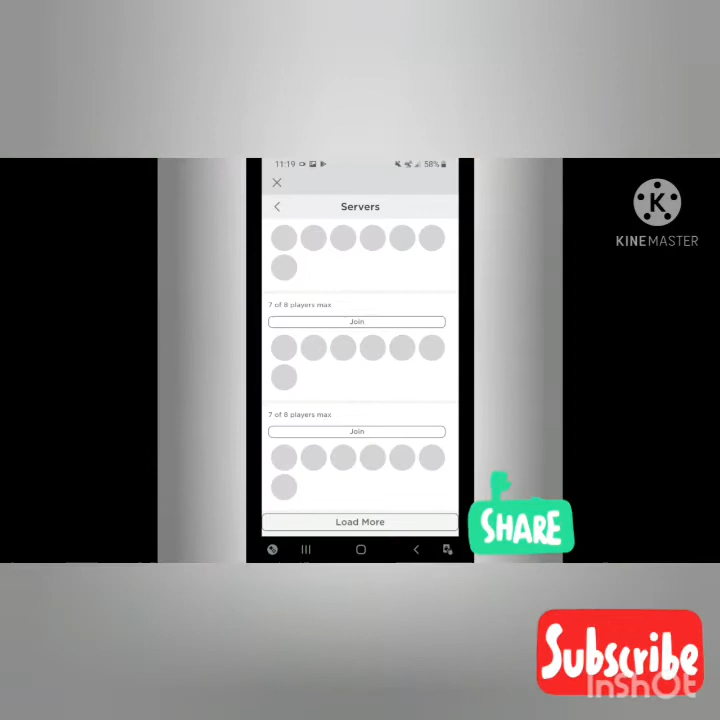 11:19
58%
Servers
7 of 8 players max
Join
7 of 8 players max
Join
Load More
KINEMASTER
SHARE
Subscribe
InShOt